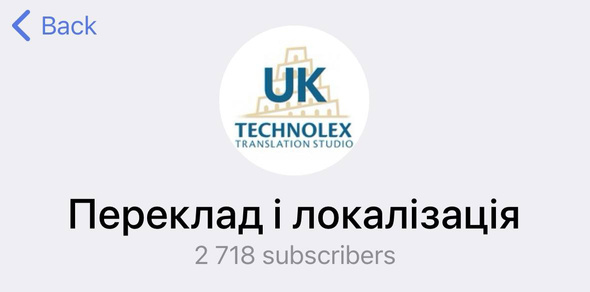 Back
UK
TECHNOLEX
TRANSLATION STUDIO
Переклад і локалізація
2 718 subscribers